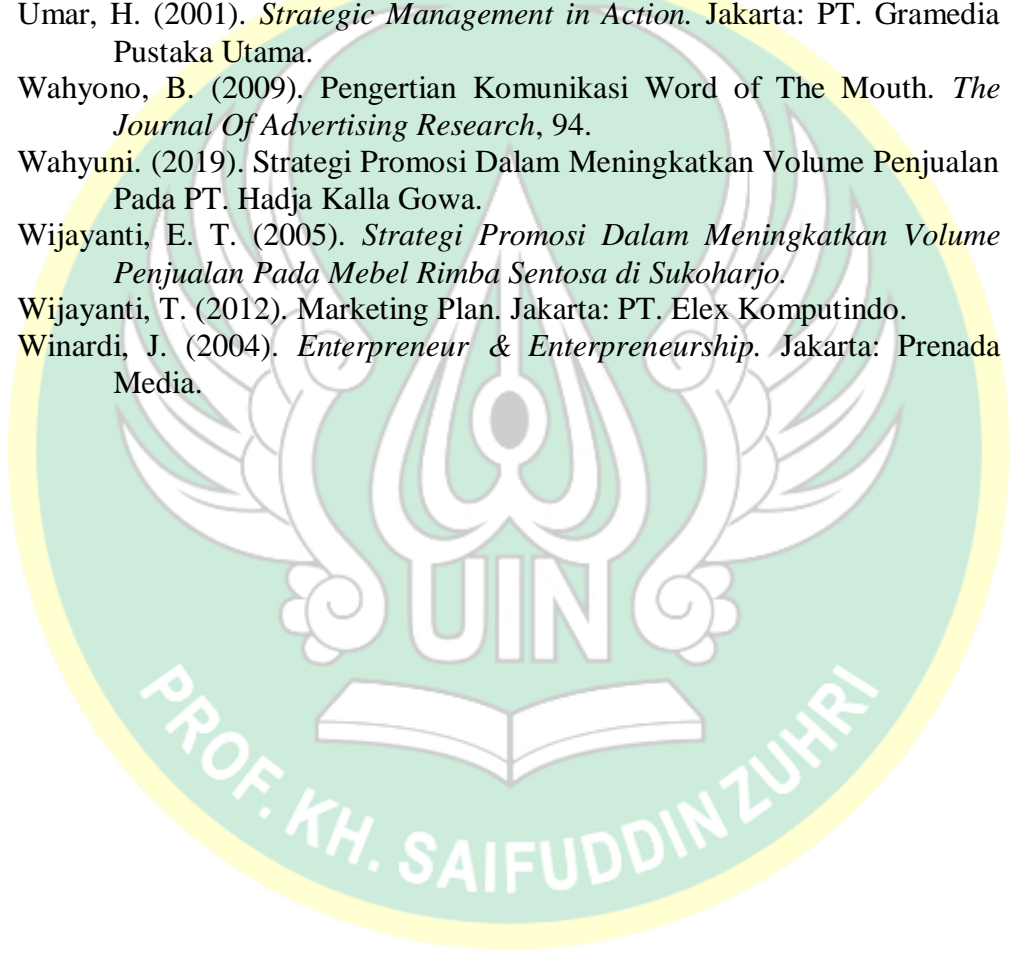 Umar, H. (2001). Strategic Management in Action. Jakarta: PT. Gramedia
Pustaka Utama.
Wahyono, B. (2009). Pengertian Komunikasi Word of The Mouth. The
Journal Of Advertising Research, 94.
Wahyuni. (2019). Strategi Promosi Dalam Meningkatkan Volume Penjualan
Pada PT. Hadja Kalla Gowa.
Wijayanti, E. T. (2005). Strategi Promosi Dalam Meningkatkan Volume
Penjualan Pada Mebel Rimba Sentosa di Sukoharjo.
Wijayanti, T. (2012). Marketing Plan. Jakarta: PT. Elex Komputindo.
Winardi, J. (2004). Enterpreneur & Enterpreneurship. Jakarta: Prenada
Media.
UIN
PROF. KH. SAIFUDDIN ZUHRI